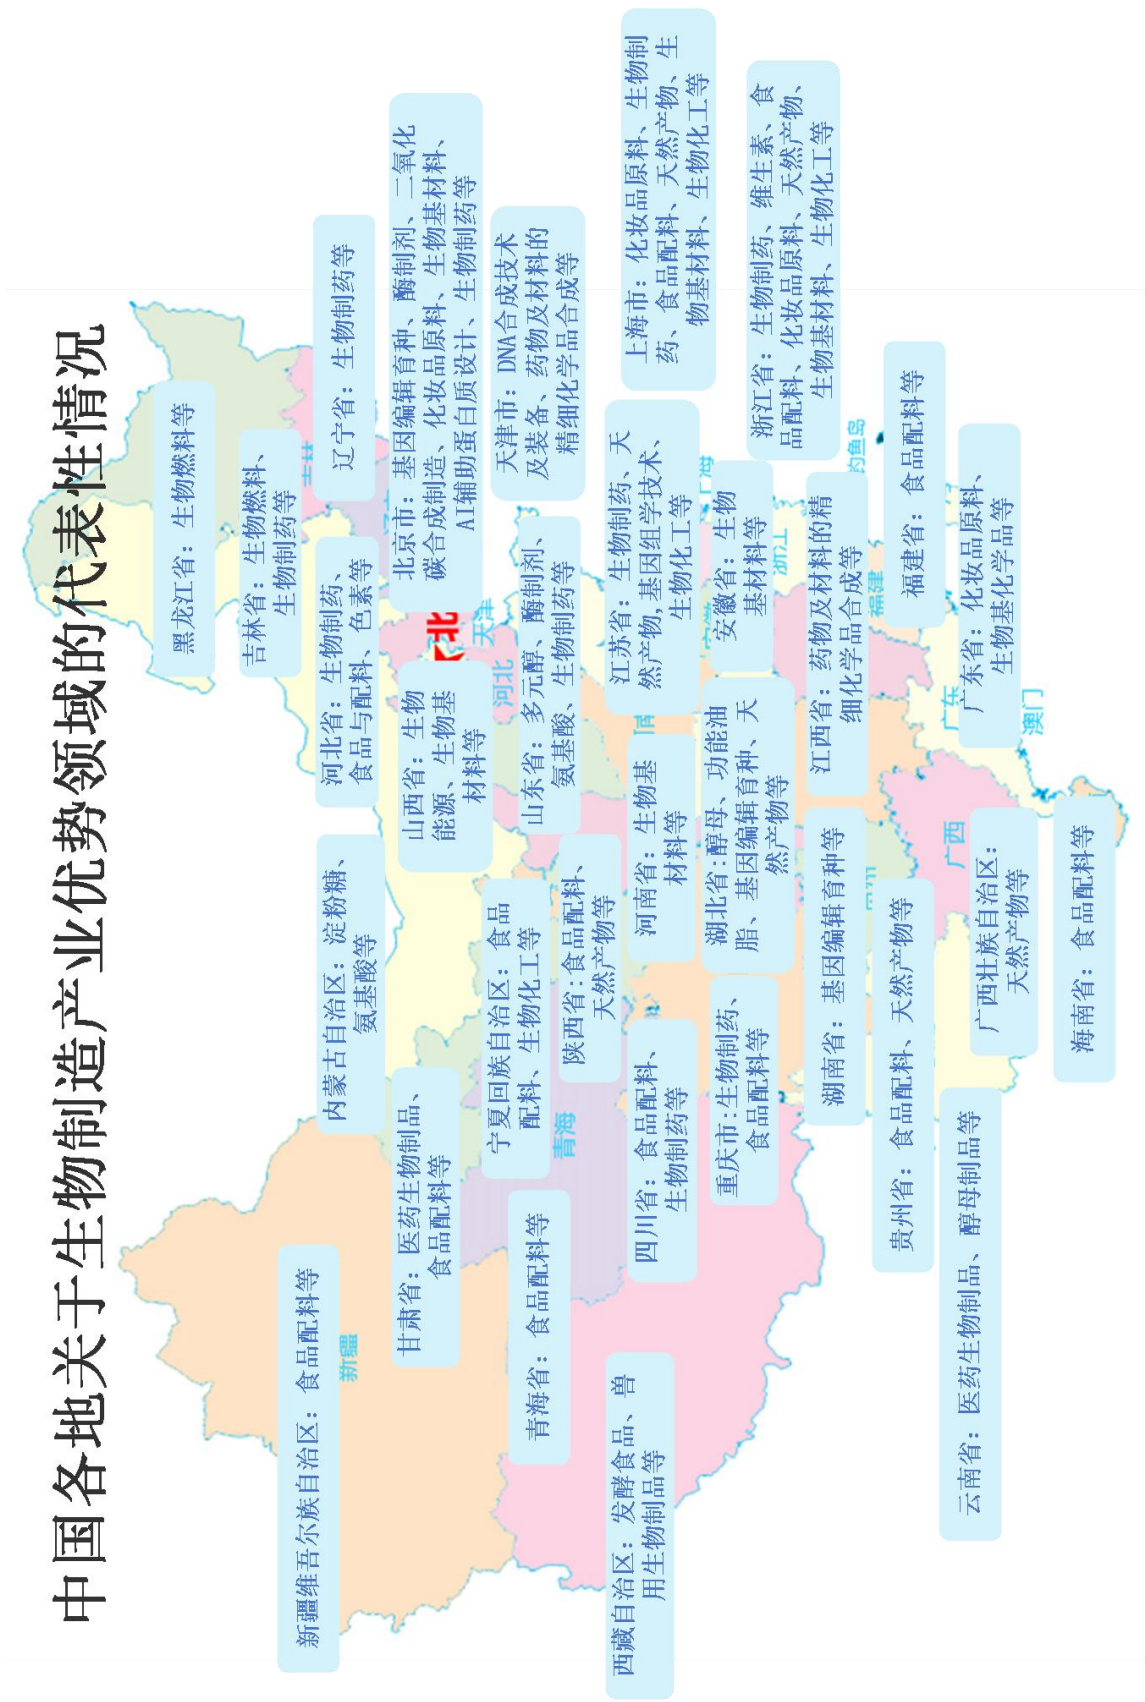 中国各地关于生物制造产业优势领域的代表性情况
黑龙江省：生物燃料等
吉林省：生物燃料、
生物制药等
辽宁省：生物制药等
北京市：基因编辑育种、酶制剂、二氧化
碳合成制造、化妆品原料、生物基材料、
AI辅助蛋白质设计、生物制药等
天津市：DNA合成技术
及装备、药物及材料的
精细化学品合成等
河北省：生物制药、
食品与配料、色素等
山西省：生物
能源、生物基
材料等
山东省：多元醇、酶制剂、
氨基酸、生物制药等
内蒙古自治区：淀粉糖、
氨基酸等
新疆维吾尔族自治区：食品配料等
甘肃省：医药生物制品、
食品配料等
宁夏回族自治区：食品
配料、生物化工等
陕西省：食品配料、
天然产物等
青海省：食品配料等
西藏自治区：发酵食品、兽
用生物制品等
四川省：食品配料、
生物制药等
河南省：生物基
材料等
江苏省：生物制药、天
然产物,基因组学技术、
生物化工等
上海市：化妆品原料、生物制
药、食品配料、天然产物、生
物基材料、生物化工等
安徽省：生物
基材料等
湖北省:酵母、功能油
脂、基因编辑育种、天
然产物等
重庆市:生物制药、
食品配料等
浙江省：生物制药、维生素、食
品配料、化妆品原料、天然产物、
生物基材料、生物化工等
江西省：药物及材料的精
细化学品合成等
湖南省：基因编辑育种等
贵州省：食品配料、天然产物等
福建省：食品配料等
云南省：医药生物制品、酵母制品等
广东省：化妆品原料、
生物基化学品等
广西壮族自治区：
天然产物等
海南省：食品配料等
新疆
青海
北
天津
河北
浙江
钓鱼岛
福建
广东
澳门
广西